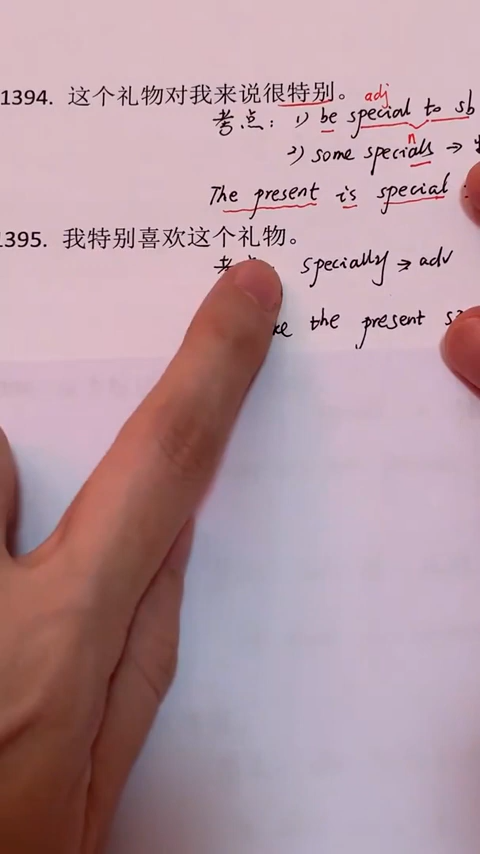 1394. 这个礼物对我来说很特别。 adj
考点: 1) be special to sb
n
2) some specials →
The present is special
1395. 我特别喜欢这个礼物。
specially → adv
the present